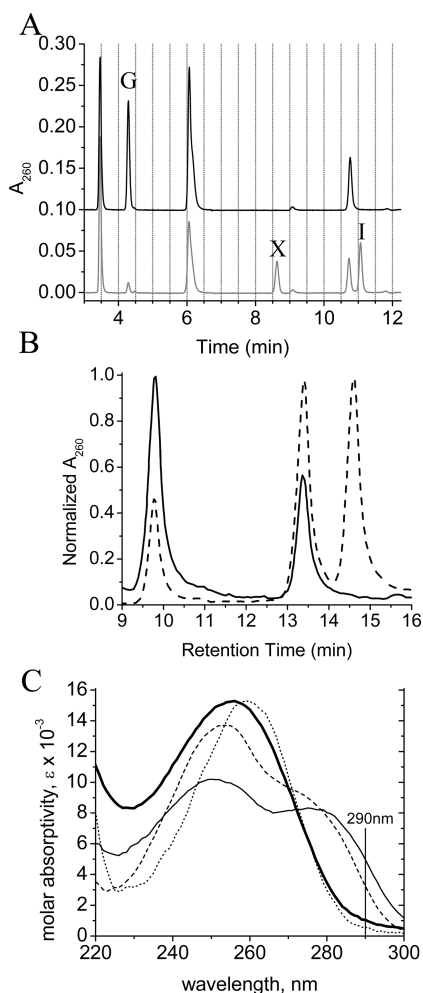 A
G
0.30
0.25
0.20
0.15
0.10
0.05
0.00
A260
X
I
4 6 8 10 12
Time (min)
B
1.0
0.8
0.6
0.4
0.2
0.0
Normalized A260
9 10 11 12 13 14 15 16
Retention Time (min)
C
16
14
12
10
8
6
4
2
0
molar absorptivity, ε x 10-3
290nm
220 240 260 280 300
wavelength, nm